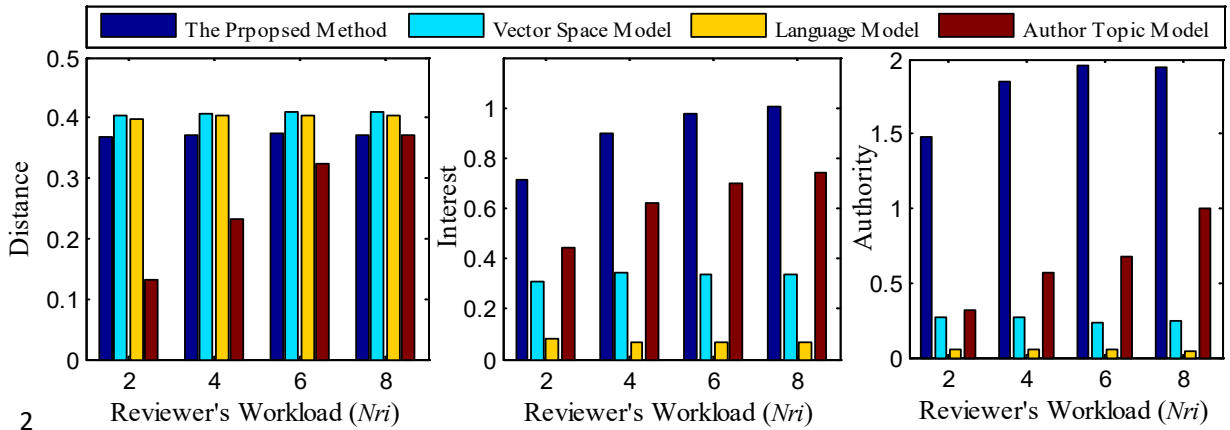 The Prpopsed Method Vector Space Model Language Model Author Topic Model
0.5
0.4
0.3
0.2
0.1
0
Distance
2 4 6 8
Reviewer's Workload (Nri)
1
0.8
0.6
0.4
0.2
0
Interest
2 4 6 8
Reviewer's Workload (Nri)
2
1.5
1
0.5
0
Authority
2 4 6 8
Reviewer's Workload (Nri)
2